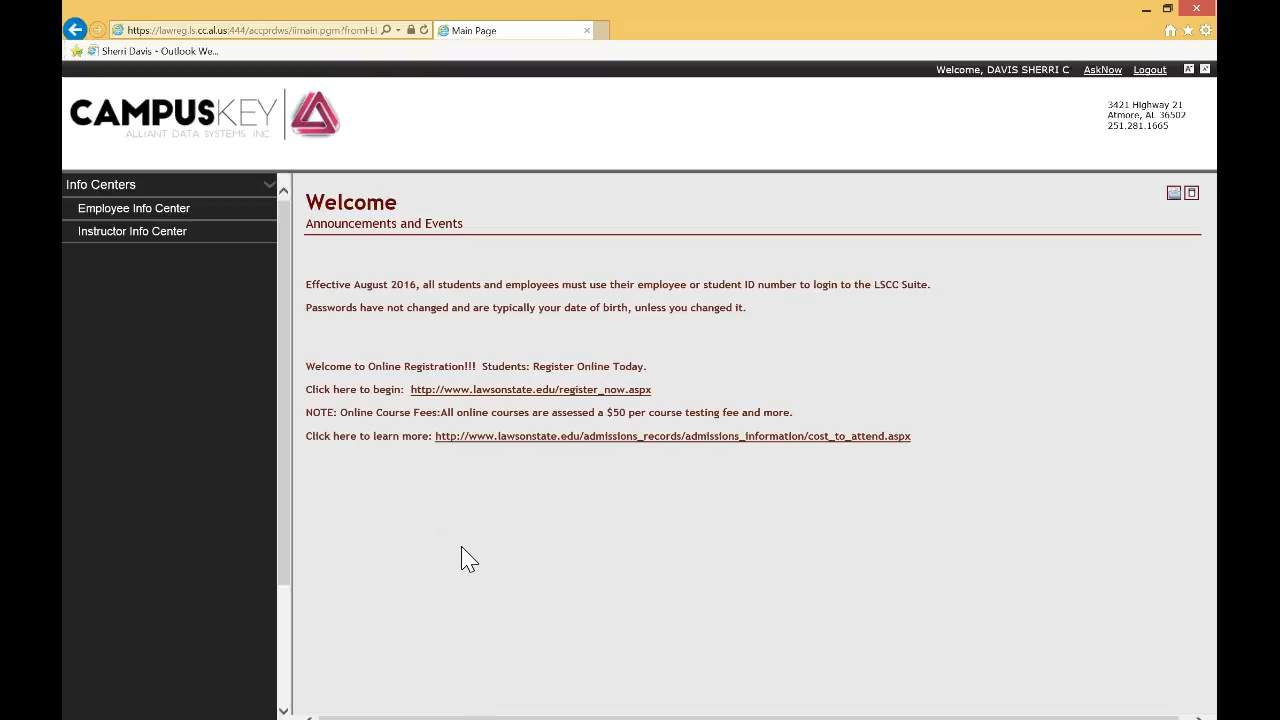 https://lawreg.ls.cc.al.us:444/accprdws/iimain.pgm?fromFEI
Main Page
Sherri Davis - Outlook We...
Welcome, DAVIS SHERRI C AskNow Logout
CAMPUSKEY
ALLIANT DATA SYSTEMS INC.
3421 Highway 21
Atmore, AL 36502
251.281.1665
Info Centers
Employee Info Center
Instructor Info Center
Welcome
Announcements and Events
Effective August 2016, all students and employees must use their employee or student ID number to login to the LSCC Suite.
Passwords have not changed and are typically your date of birth, unless you changed it.
Welcome to Online Registration!!! Students: Register Online Today.
Click here to begin: http://www.lawsonstate.edu/register_now.aspx
NOTE: Online Course Fees:All online courses are assessed a $50 per course testing fee and more.
Click here to learn more: http://www.lawsonstate.edu/admissions_records/admissions_information/cost_to_attend.aspx